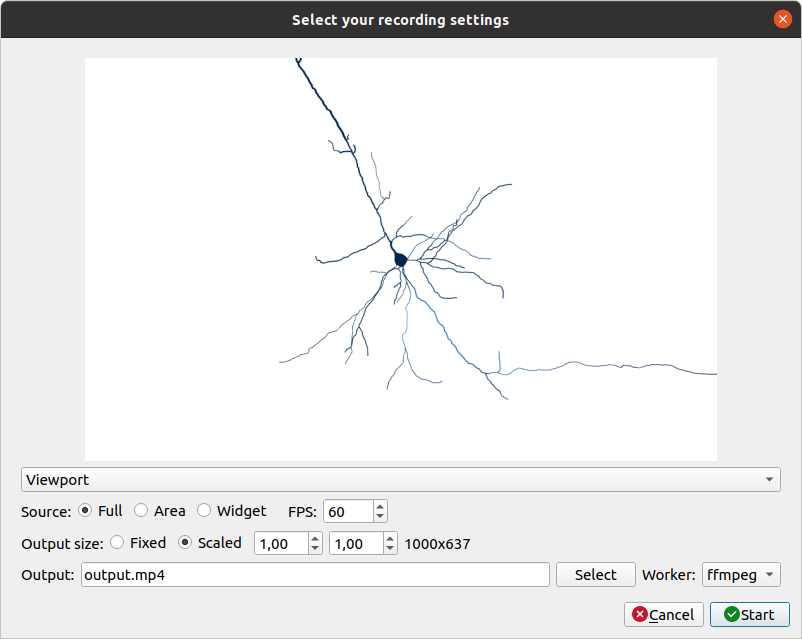 Select your recording settings
Viewport
Source: Full Area Widget FPS: 60
Output size: Fixed Scaled 1,00 1,00 1000x637
Output: output.mp4 Select Worker: ffmpeg
Cancel Start